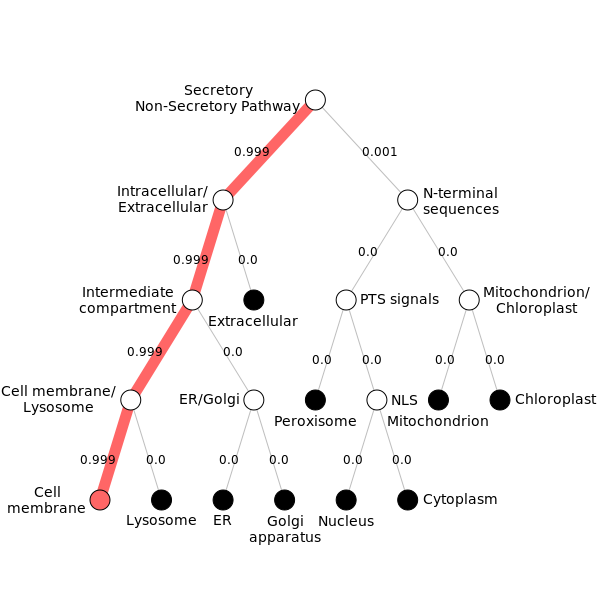 Secretory
Non-Secretory Pathway
0.999
0.001
Intracellular/
Extracellular
N-terminal
sequences
0.999
0.0
0.0
0.0
Intermediate
compartment
Extracellular
PTS signals
Mitochondrion/
Chloroplast
0.999
0.0
0.0
0.0
0.0
0.0
Cell membrane/
Lysosome
ER/Golgi
Peroxisome
NLS
Mitochondrion
Chloroplast
0.999
0.0
0.0
0.0
0.0
0.0
Cell
membrane
Lysosome
ER
Golgi
apparatus
Nucleus
Cytoplasm